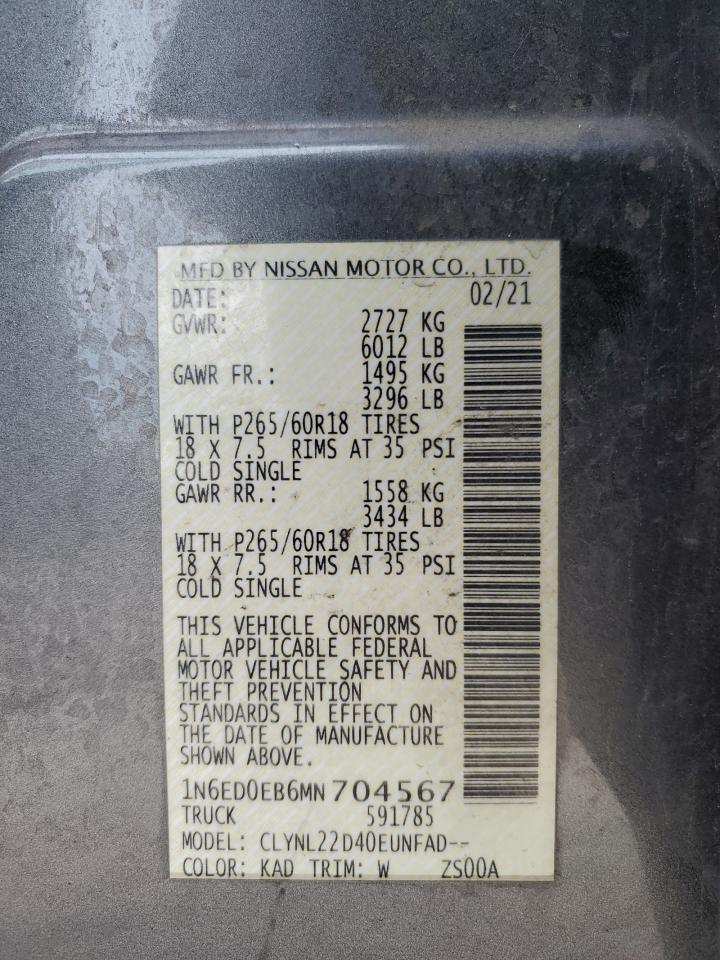 MFD BY NISSAN MOTOR CO., LTD.
DATE: 02/21
GVWR: 2727 KG
6012 LB
GAWR FR.: 1495 KG
3296 LB
WITH P265/60R18 TIRES
18 X 7.5 RIMS AT 35 PSI
COLD SINGLE
GAWR RR.: 1558 KG
3434 LB
WITH P265/60R18 TIRES
18 X 7.5 RIMS AT 35 PSI
COLD SINGLE
THIS VEHICLE CONFORMS TO
ALL APPLICABLE FEDERAL
MOTOR VEHICLE SAFETY AND
THEFT PREVENTION
STANDARDS IN EFFECT ON
THE DATE OF MANUFACTURE
SHOWN ABOVE.
1N6ED0EB6MN704567
TRUCK 591785
MODEL: CLYNL22D40EUNFAD--
COLOR: KAD TRIM: W ZS00A